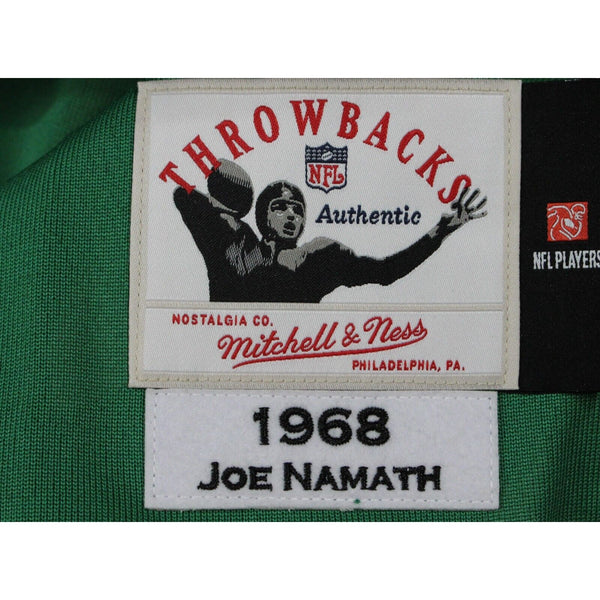 THROWBACKS
NFL
Authentic
NOSTALGIA CO.
Mitchell & Ness
PHILADELPHIA, PA.
NFL PLAYERS
1968
JOE NAMATH